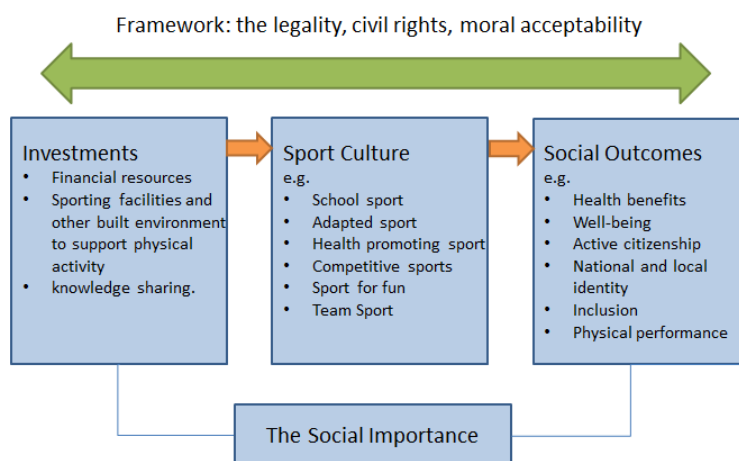 Framework: the legality, civil rights, moral acceptability
Investments
• Financial resources
• Sporting facilities and
other built environment
to support physical
activity
• knowledge sharing.
Sport Culture
e.g.
• School sport
• Adapted sport
• Health promoting sport
• Competitive sports
• Sport for fun
• Team Sport
Social Outcomes
e.g.
• Health benefits
• Well-being
• Active citizenship
• National and local
identity
• Inclusion
• Physical performance
The Social Importance